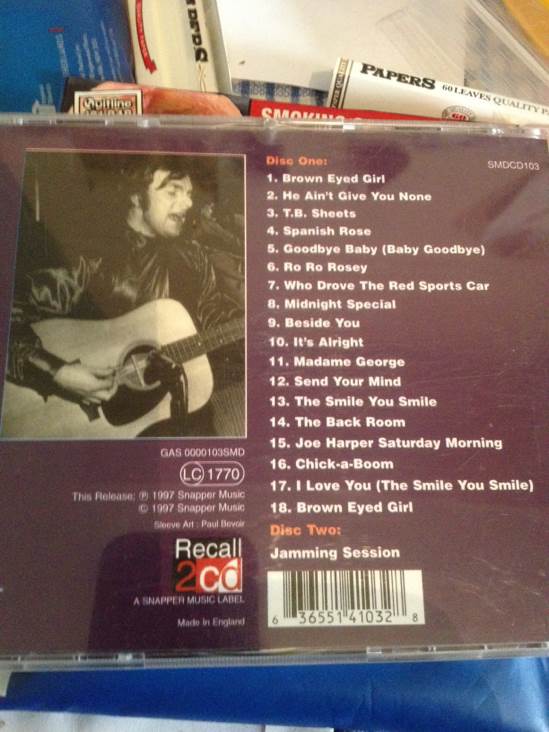 PAPERS 60 LEAVES QUALITY
Splitline
SMOKING
Disc One:
SMDCD103
1. Brown Eyed Girl
2. He Ain't Give You None
3. T.B. Sheets
4. Spanish Rose
5. Goodbye Baby (Baby Goodbye)
6. Ro Ro Rosey
7. Who Drove The Red Sports Car
8. Midnight Special
9. Beside You
10. It's Alright
11. Madame George
12. Send Your Mind
13. The Smile You Smile
14. The Back Room
15. Joe Harper Saturday Morning
16. Chick-a-Boom
17. I Love You (The Smile You Smile)
18. Brown Eyed Girl
Disc Two:
Jamming Session
GAS 0000103SMD
LC 1770
This Release: ℗ 1997 Snapper Music
© 1997 Snapper Music
Sleeve Art : Paul Bevoir
Recall
2cd
A SNAPPER MUSIC LABEL
Made In England
6 36551 41032 8